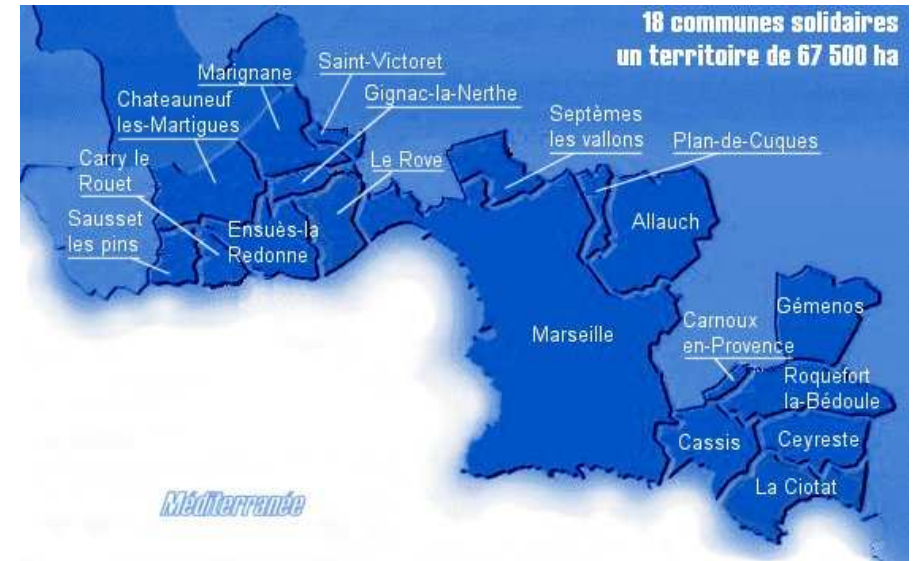 18 communes solidaires
un territoire de 67 500 ha
Saint-Victoret
Marignane
Gignac-la-Nerthe
Chateauneuf
les-Martigues
Septèmes
les vallons
Plan-de-Cuques
Le Rove
Carry le
Rouet
Sausset
les pins
Ensuès-la
Redonne
Allauch
Marseille
Gémenos
Carnoux
en-Provence
Roquefort
la-Bédoule
Cassis
Ceyreste
La Ciotat
Méditerranée